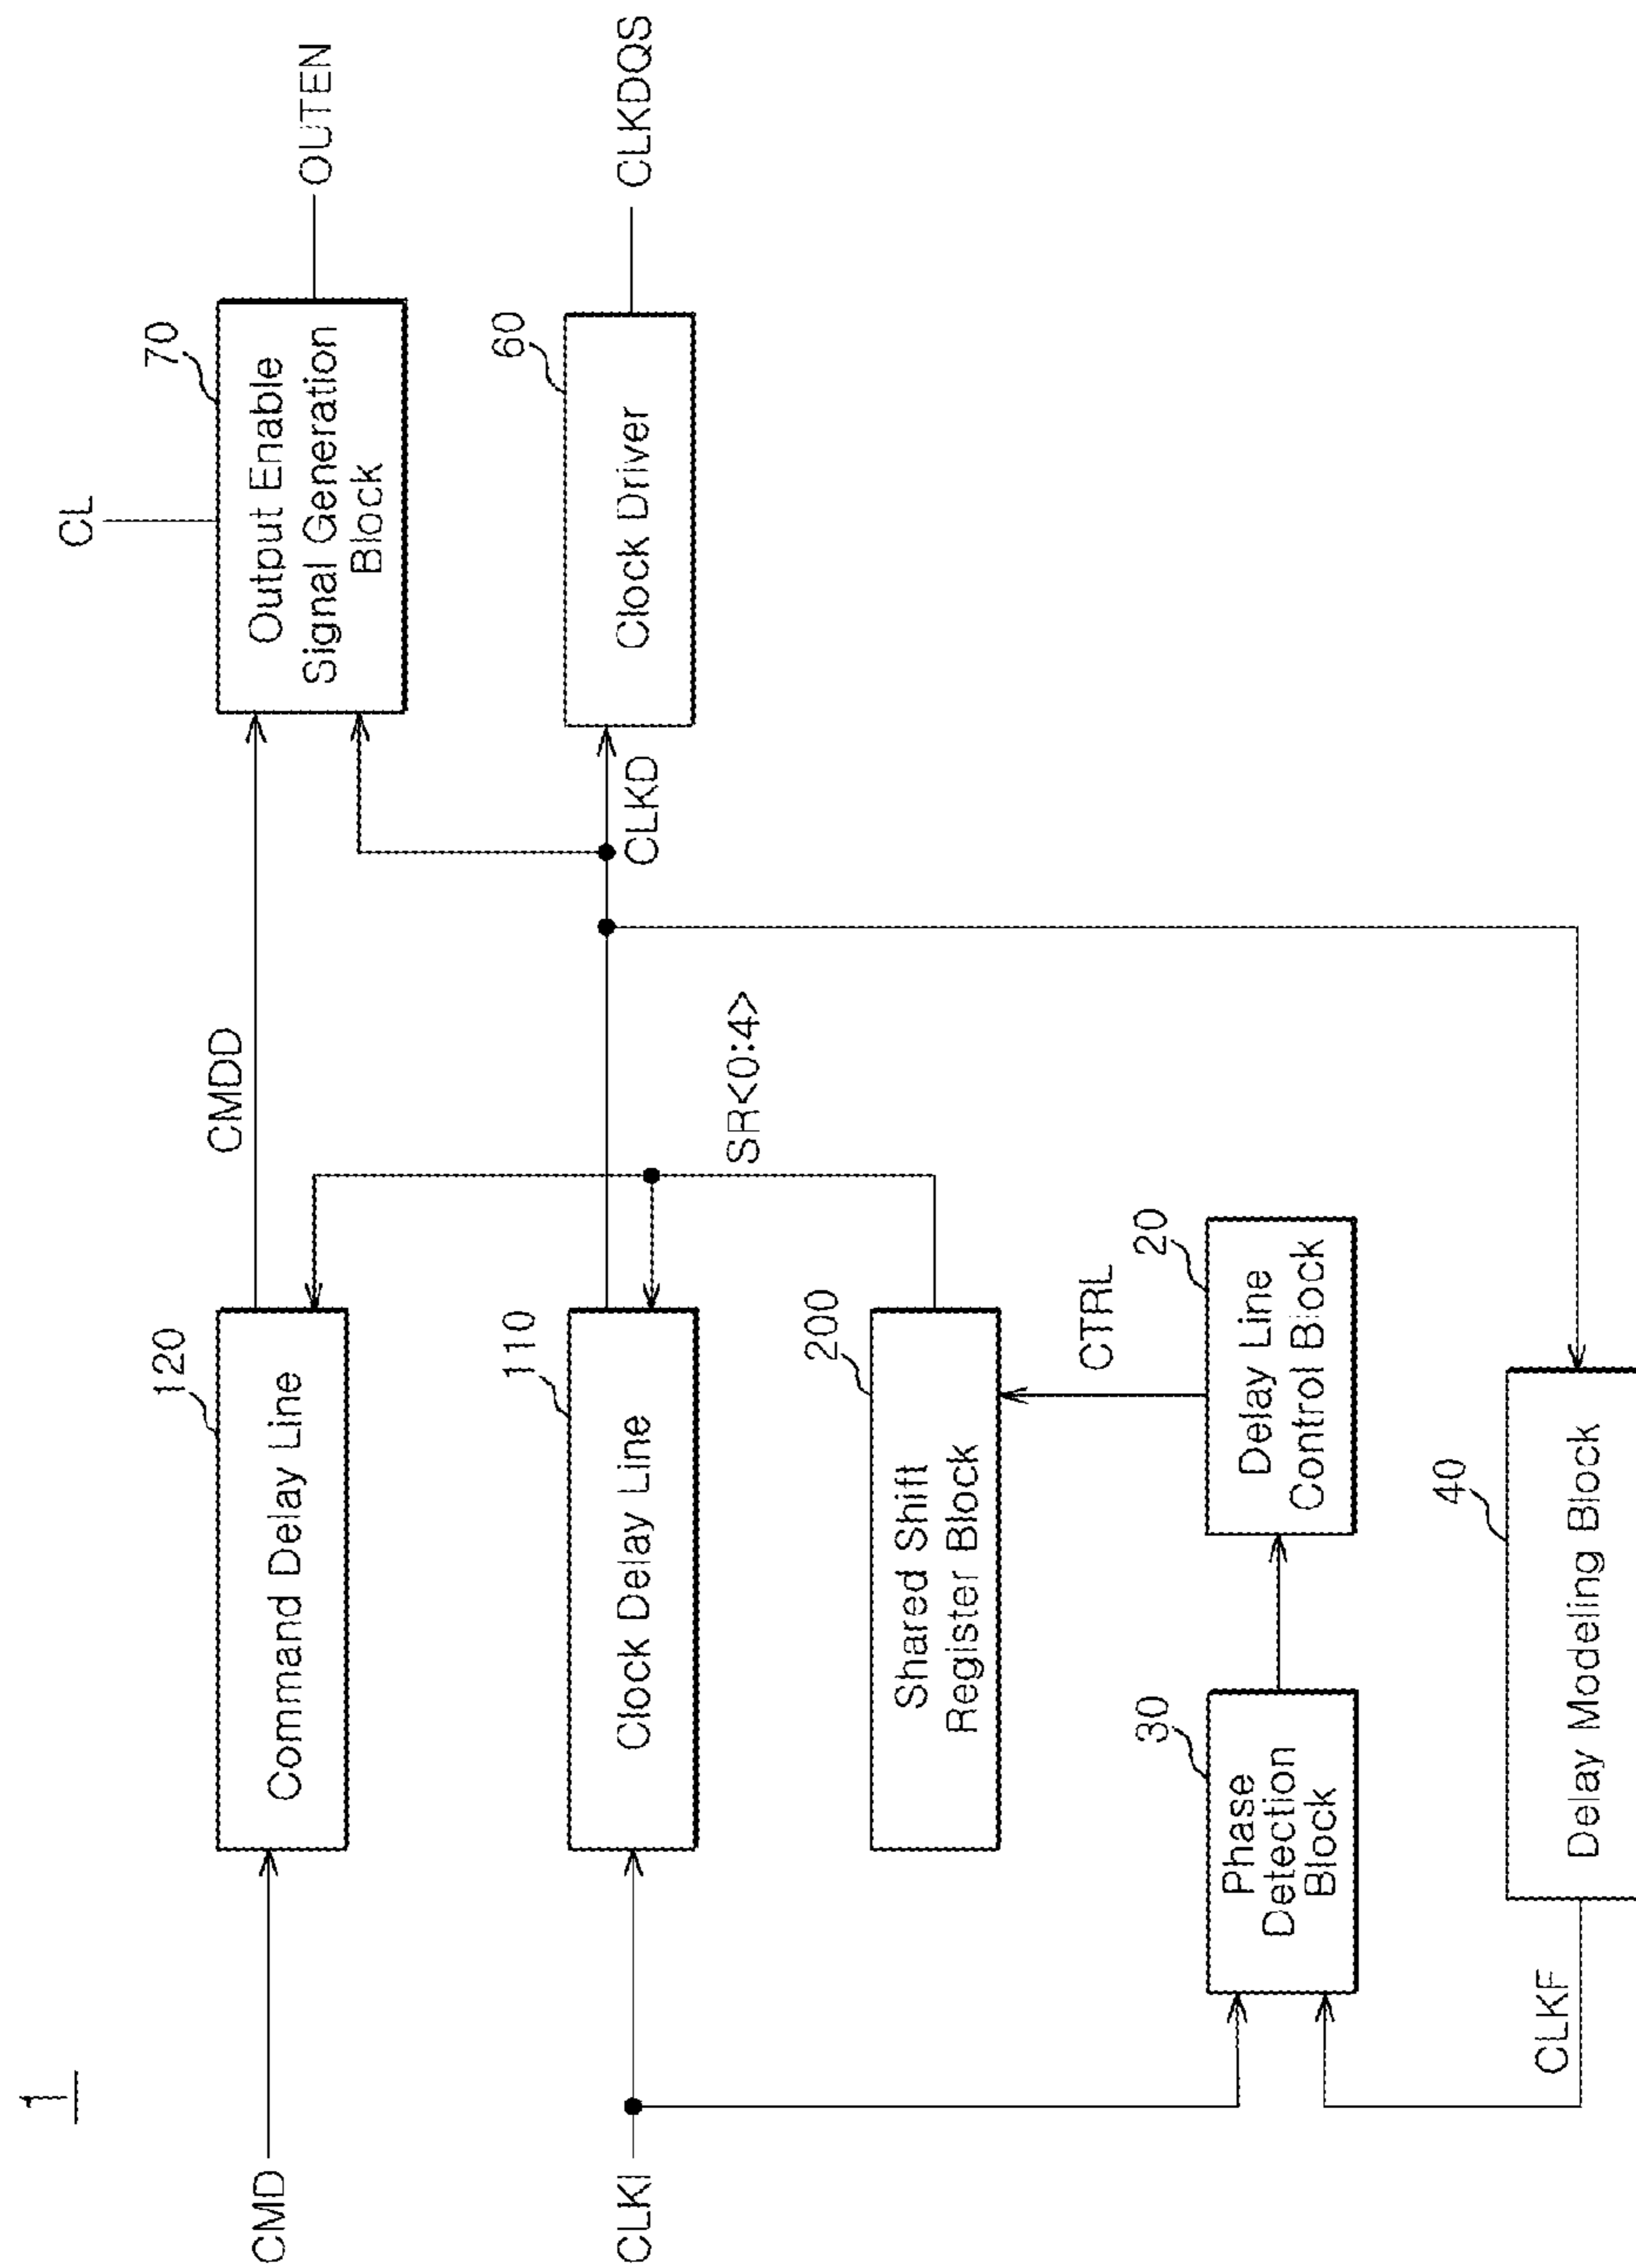 1
CMD
120
Command Delay Line
CMDD
CL
70
Output Enable
Signal Generation
Block
OUTEN
CLKI
110
Clock Delay Line
CLKD
60
Clock Driver
CLKDQS
SR<0:4>
200
Shared Shift
Register Block
CTRL
30
Phase
Detection
Block
20
Delay Line
Control Block
CLKF
40
Delay Modeling Block